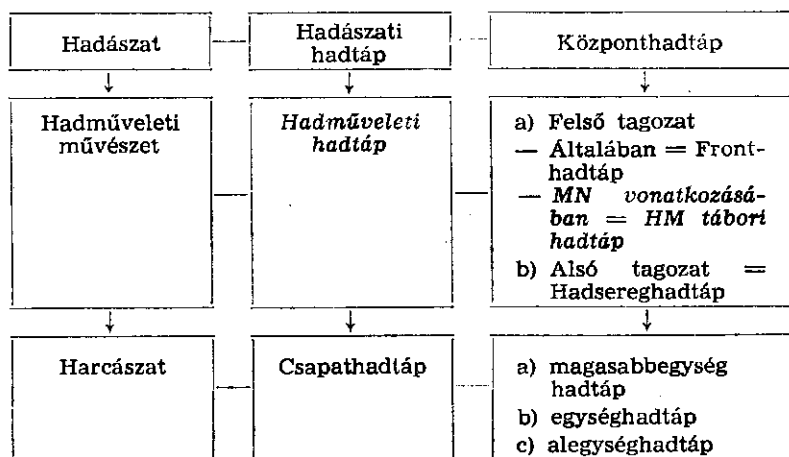 Hadászat
Hadászati
hadtáp
Központhadtáp
Hadműveleti
művészet
Hadműveleti
hadtáp
a) Felső tagozat
— Általában = Front-
hadtáp
— MN vonatkozásá-
ban = HM tábori
hadtáp
b) Alsó tagozat =
Hadsereghadtáp
Harcászat
Csapathadtáp
a) magasabbegység
hadtáp
b) egységhadtáp
c) alegységhadtáp